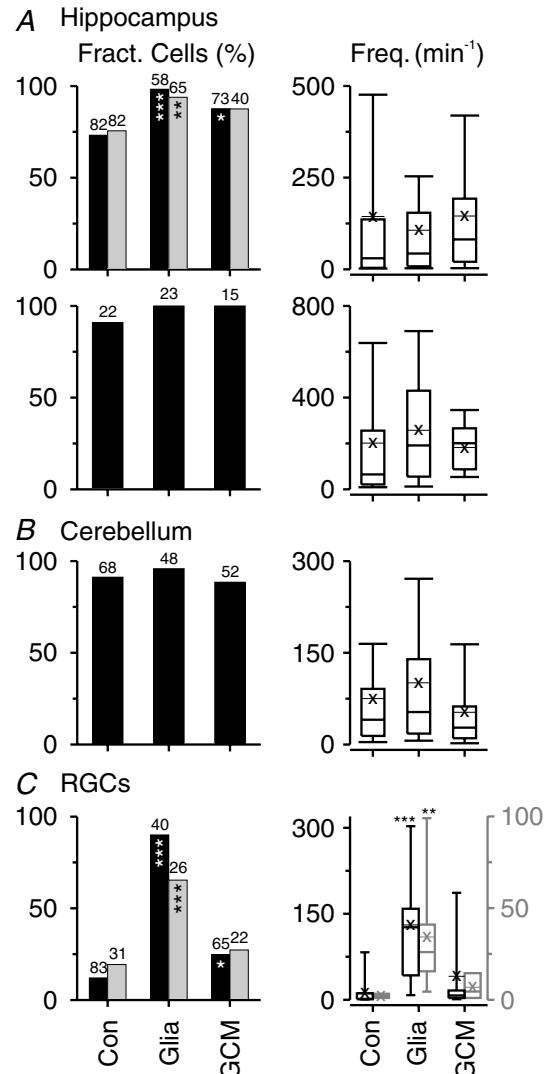 A Hippocampus
Fract. Cells (%) Freq. (min⁻¹)
100 82 82 58 *** 65 ** 73 * 40 500
50 250
0 0
100 22 23 15 800
50 400
0 0
x x x
B Cerebellum
100 68 48 52 300
50 150
0 0
x x x
C RGCs
100 83 31 40 *** 26 *** 65 * 22 300 *** ** 100
50 150 50
0 0 0
Con Glia GCM Con Glia GCM